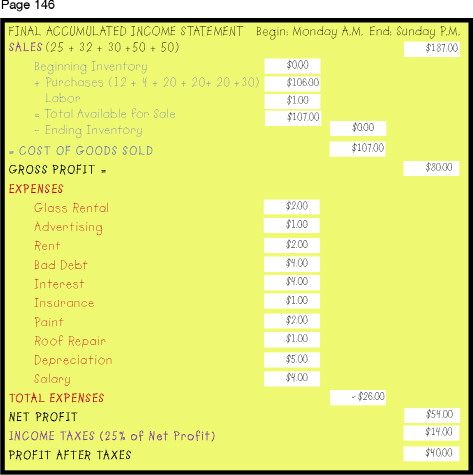 Page 146
FINAL ACCUMULATED INCOME STATEMENT Begin: Monday A.M. End: Sunday P.M.
SALES (25 + 32 + 30 +50 + 50) $187.00
Beginning Inventory $0.00
+ Purchases (12 + 4 + 20 + 20+ 20 +30) $106.00
Labor $1.00
= Total Available for Sale $107.00
- Ending Inventory $0.00
= COST OF GOODS SOLD $107.00
GROSS PROFIT = $80.00
EXPENSES
Glass Rental $2.00
Advertising $1.00
Rent $2.00
Bad Debt $4.00
Interest $4.00
Insurance $1.00
Paint $2.00
Roof Repair $1.00
Depreciation $5.00
Salary $4.00
TOTAL EXPENSES - $26.00
NET PROFIT $54.00
INCOME TAXES (25% of Net Profit) $14.00
PROFIT AFTER TAXES $40.00